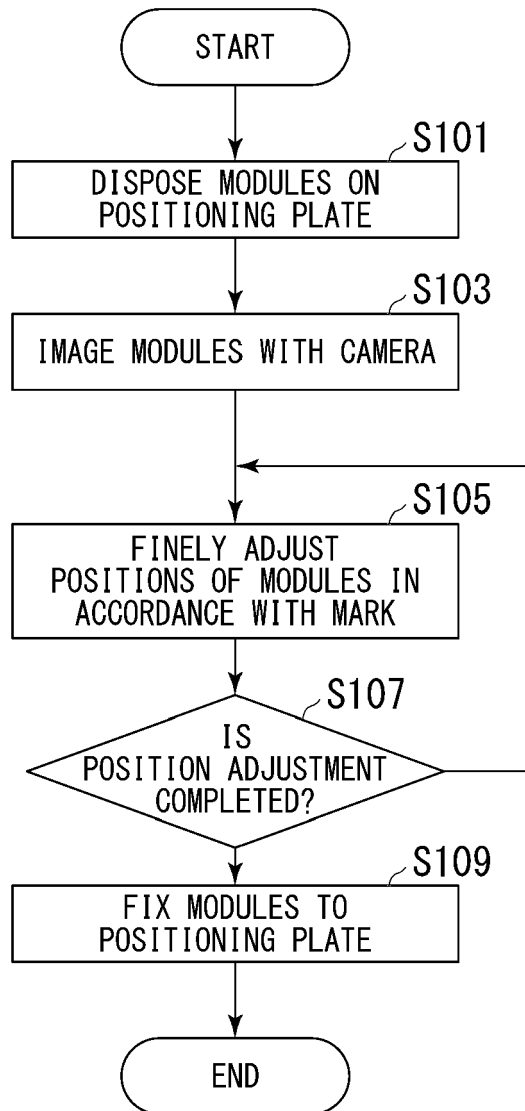 START
S101
DISPOSE MODULES ON
POSITIONING PLATE
S103
IMAGE MODULES WITH CAMERA
S105
FINELY ADJUST
POSITIONS OF MODULES IN
ACCORDANCE WITH MARK
S107
IS
POSITION ADJUSTMENT
COMPLETED?
S109
FIX MODULES TO
POSITIONING PLATE
END